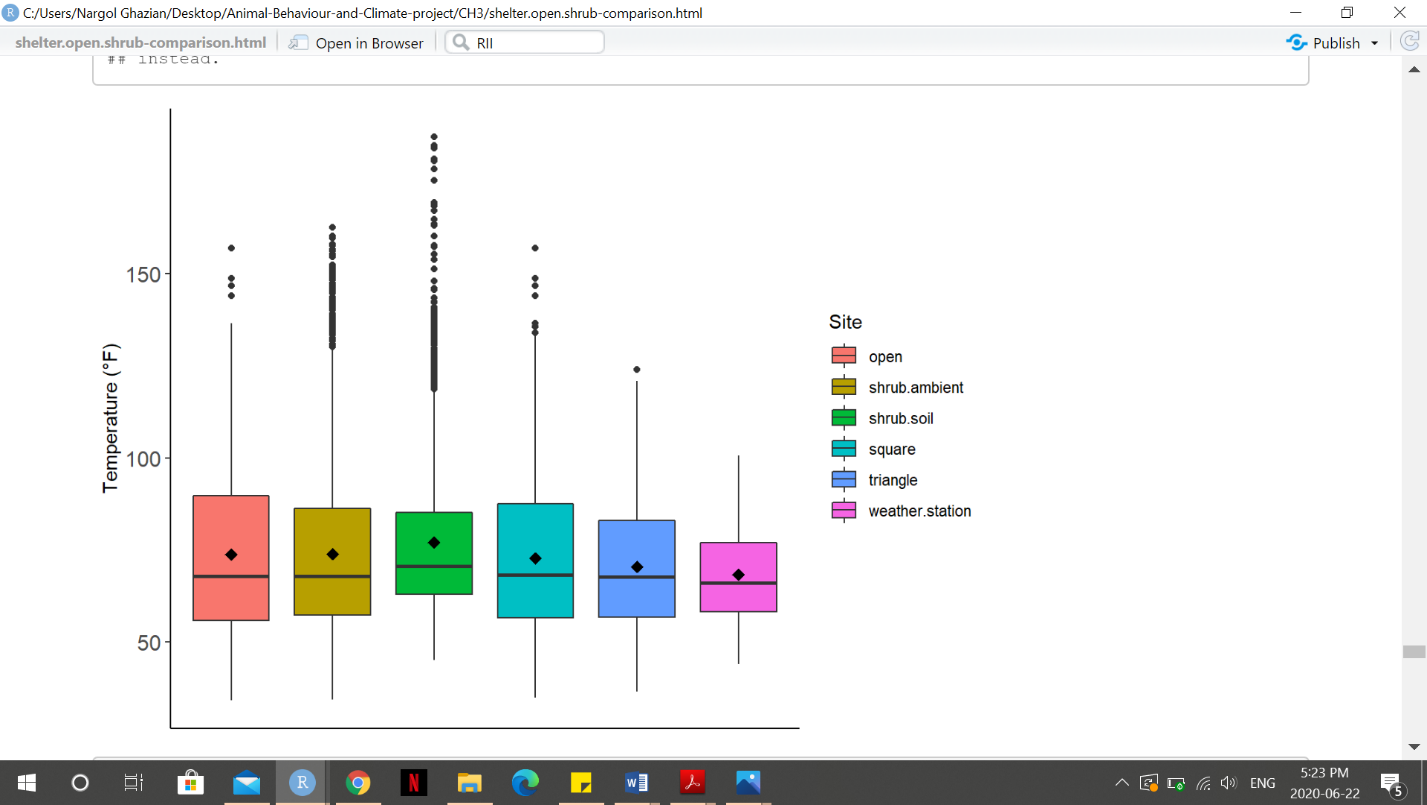 R C:/Users/Nargol Ghazian/Desktop/Animal-Behaviour-and-Climate-project/CH3/shelter.open.shrub-comparison.html
shelter.open.shrub-comparison.html Open in Browser RII Publish
## instead.
150
100
50
Temperature (°F)
Site
open
shrub.ambient
shrub.soil
square
triangle
weather.station
R N W ENG 5:23 PM
2020-06-22 5